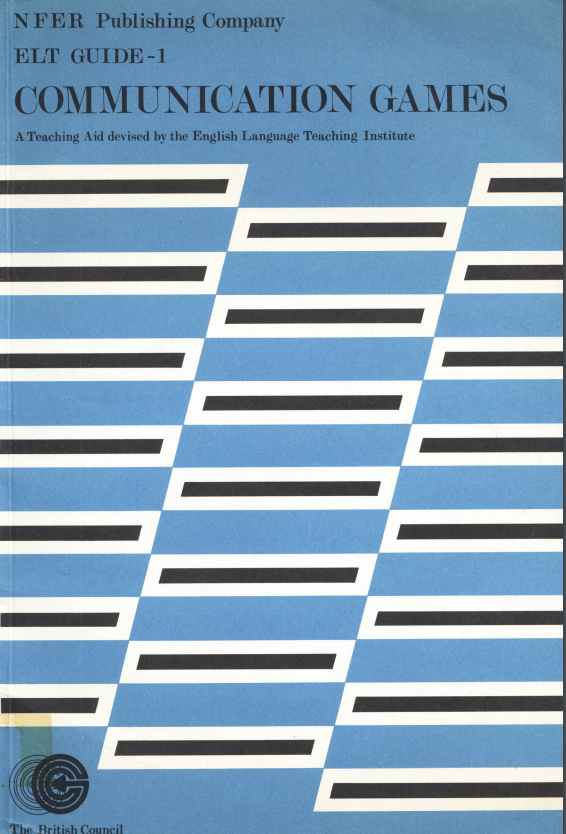 NFER Publishing Company
ELT GUIDE-1
COMMUNICATION GAMES
A Teaching Aid devised by the English Language Teaching Institute
The British Council